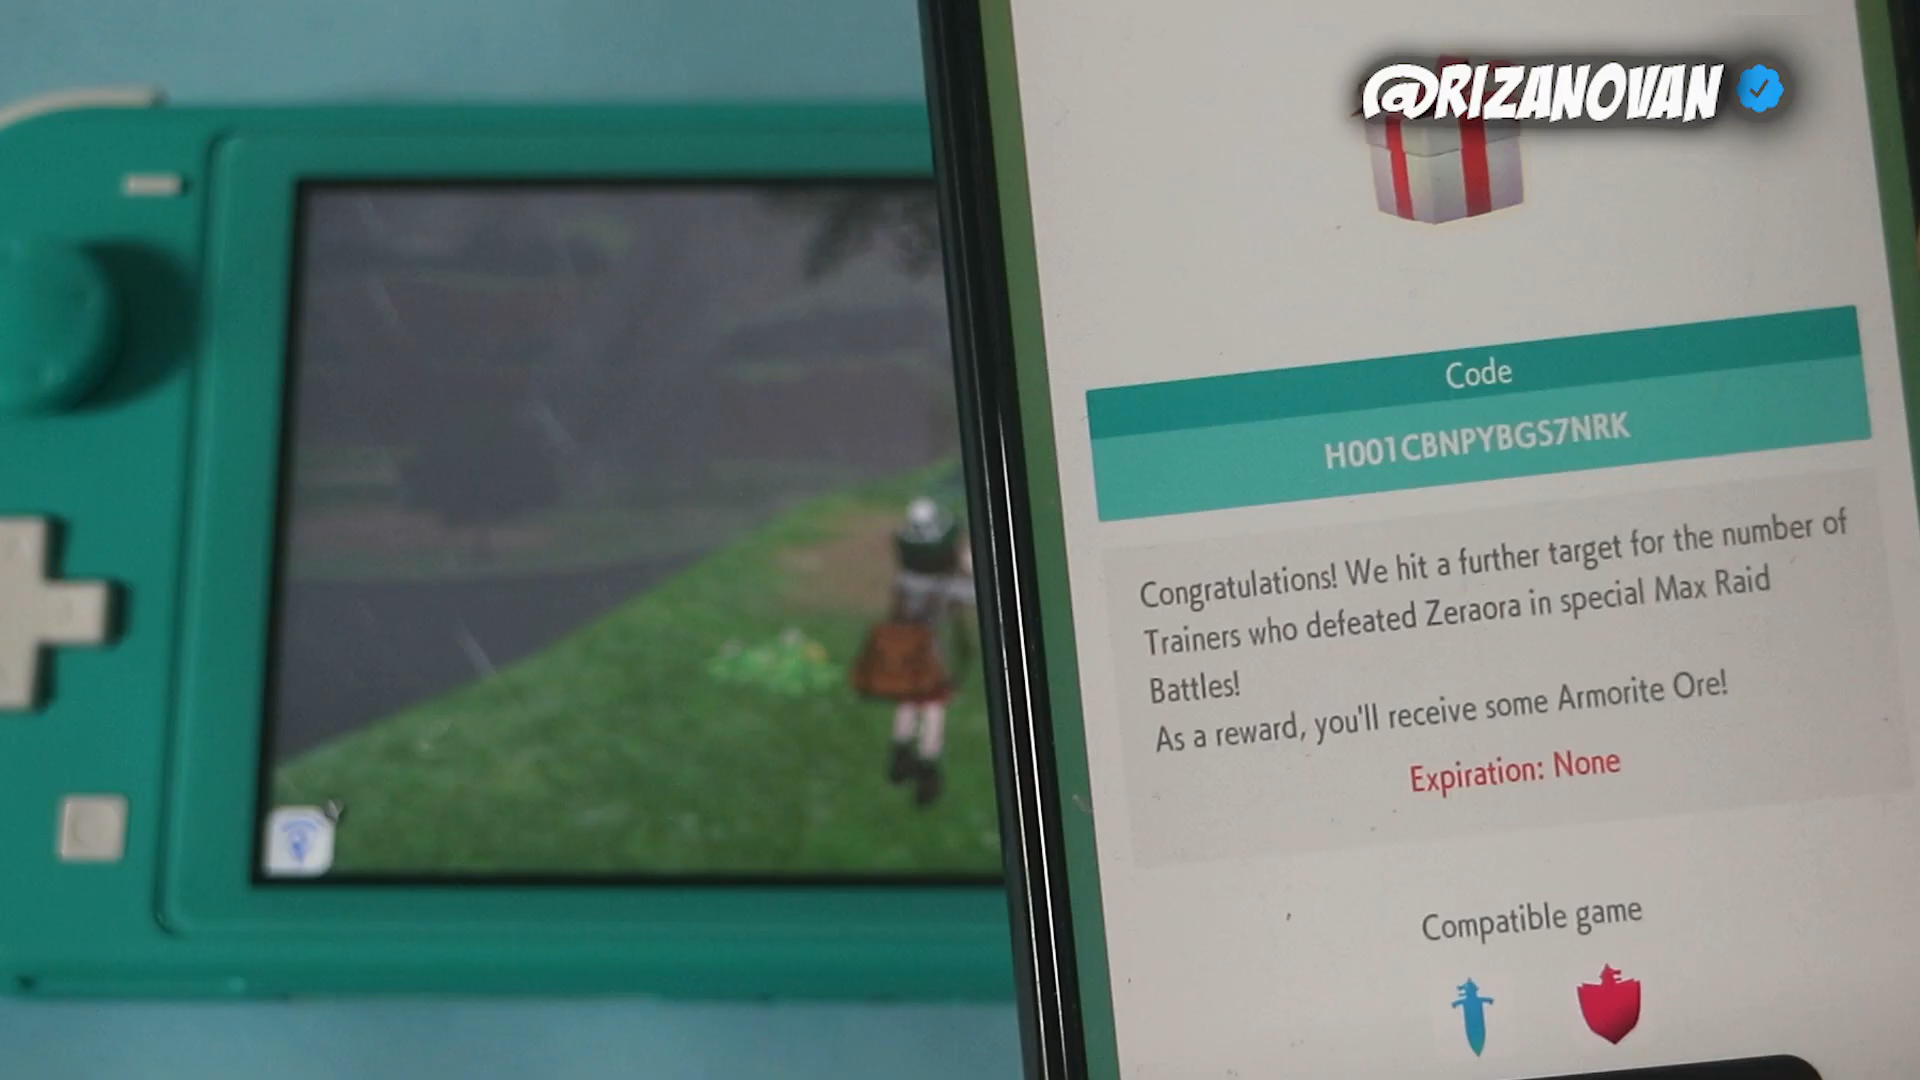 @RIZANOVAN
Code
H001CBNPYBGS7NRK
Congratulations! We hit a further target for the number of
Trainers who defeated Zeraora in special Max Raid
Battles!
As a reward, you'll receive some Armorite Ore!
Expiration: None
Compatible game